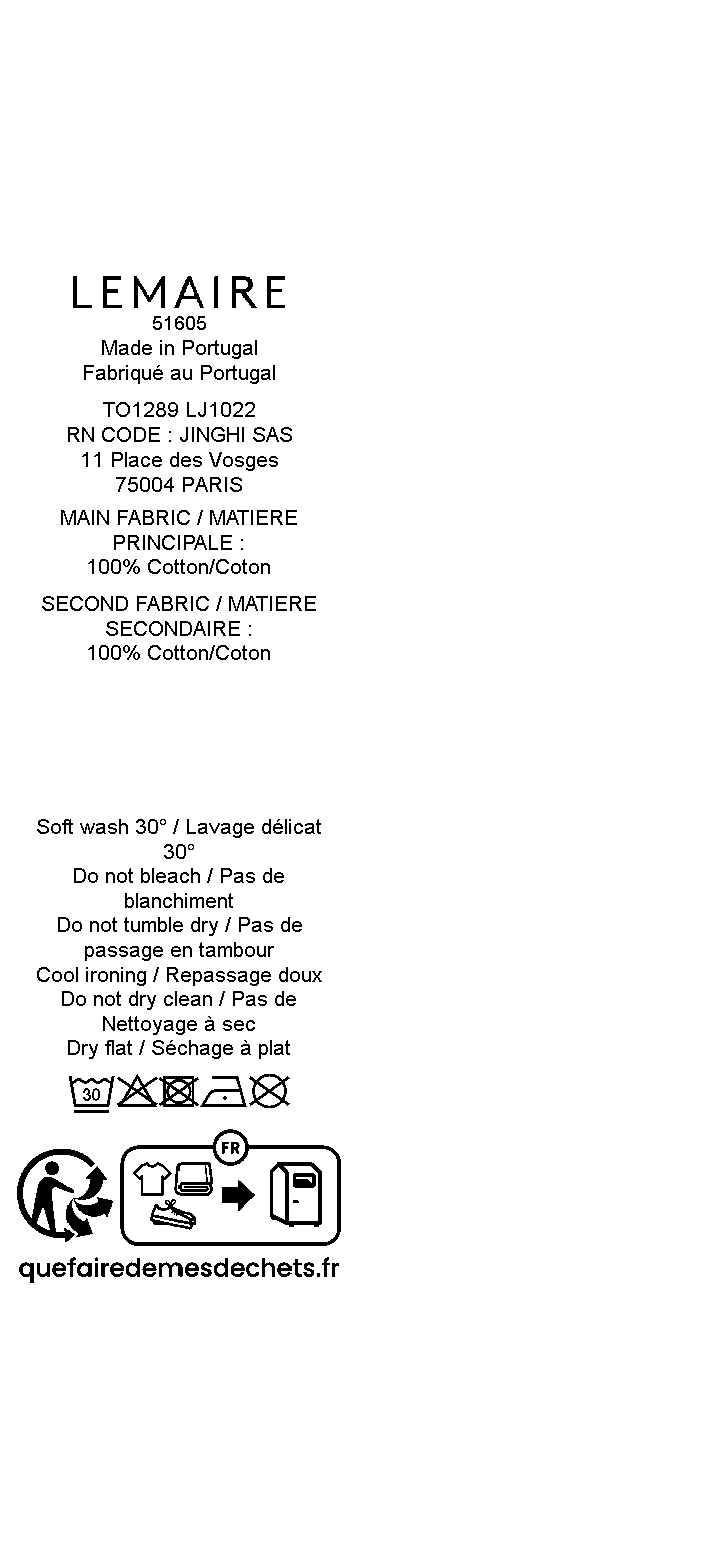 LEMAIRE
51605
Made in Portugal
Fabriqué au Portugal
TO1289 LJ1022
RN CODE : JINGHI SAS
11 Place des Vosges
75004 PARIS
MAIN FABRIC / MATIERE
PRINCIPALE :
100% Cotton/Coton
SECOND FABRIC / MATIERE
SECONDAIRE :
100% Cotton/Coton
Soft wash 30° / Lavage délicat
30°
Do not bleach / Pas de
blanchiment
Do not tumble dry / Pas de
passage en tambour
Cool ironing / Repassage doux
Do not dry clean / Pas de
Nettoyage à sec
Dry flat / Séchage à plat
30
FR
quefairedemesdechets.fr